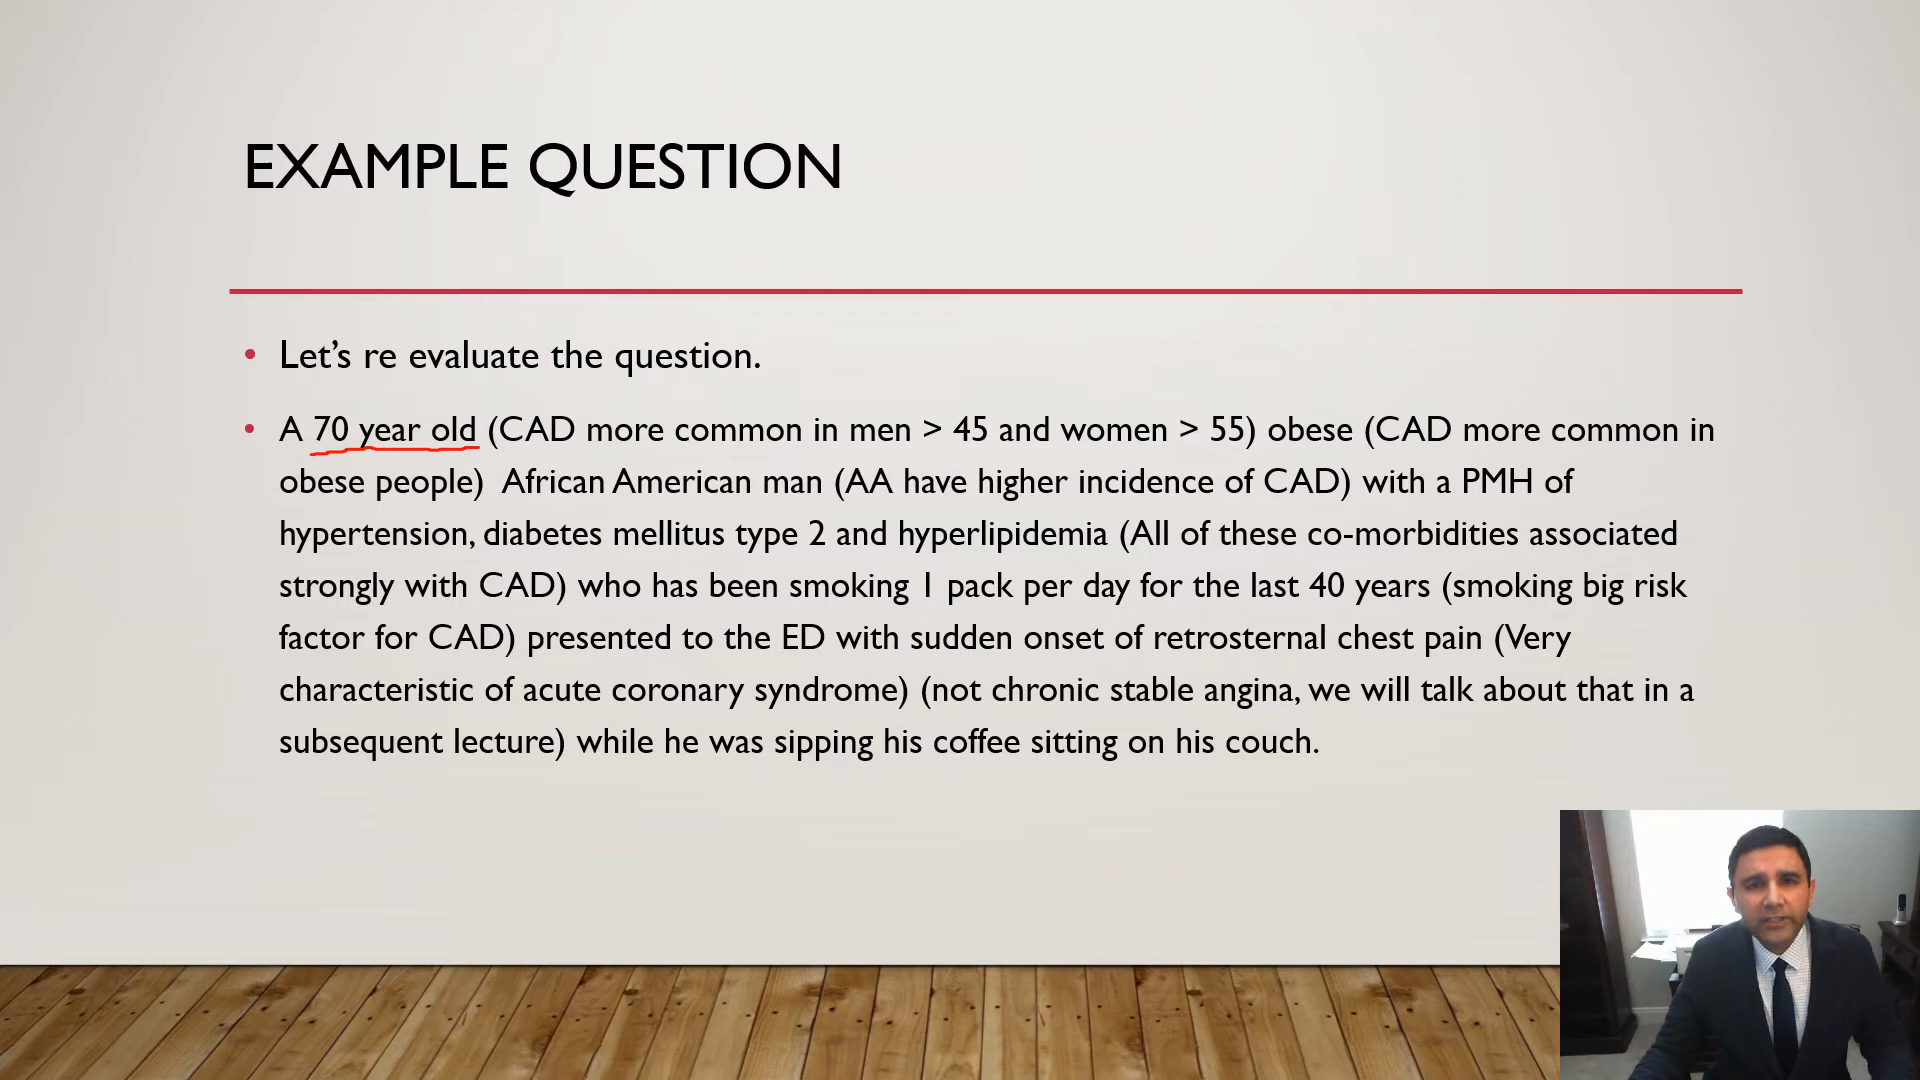 EXAMPLE QUESTION
• Let’s re evaluate the question.
• A 70 year old (CAD more common in men > 45 and women > 55) obese (CAD more common in
obese people)  African American man (AA have higher incidence of CAD) with a PMH of
hypertension, diabetes mellitus type 2 and hyperlipidemia (All of these co-morbidities associated
strongly with CAD) who has been smoking 1 pack per day for the last 40 years (smoking big risk
factor for CAD) presented to the ED with sudden onset of retrosternal chest pain (Very
characteristic of acute coronary syndrome) (not chronic stable angina, we will talk about that in a
subsequent lecture) while he was sipping his coffee sitting on his couch.